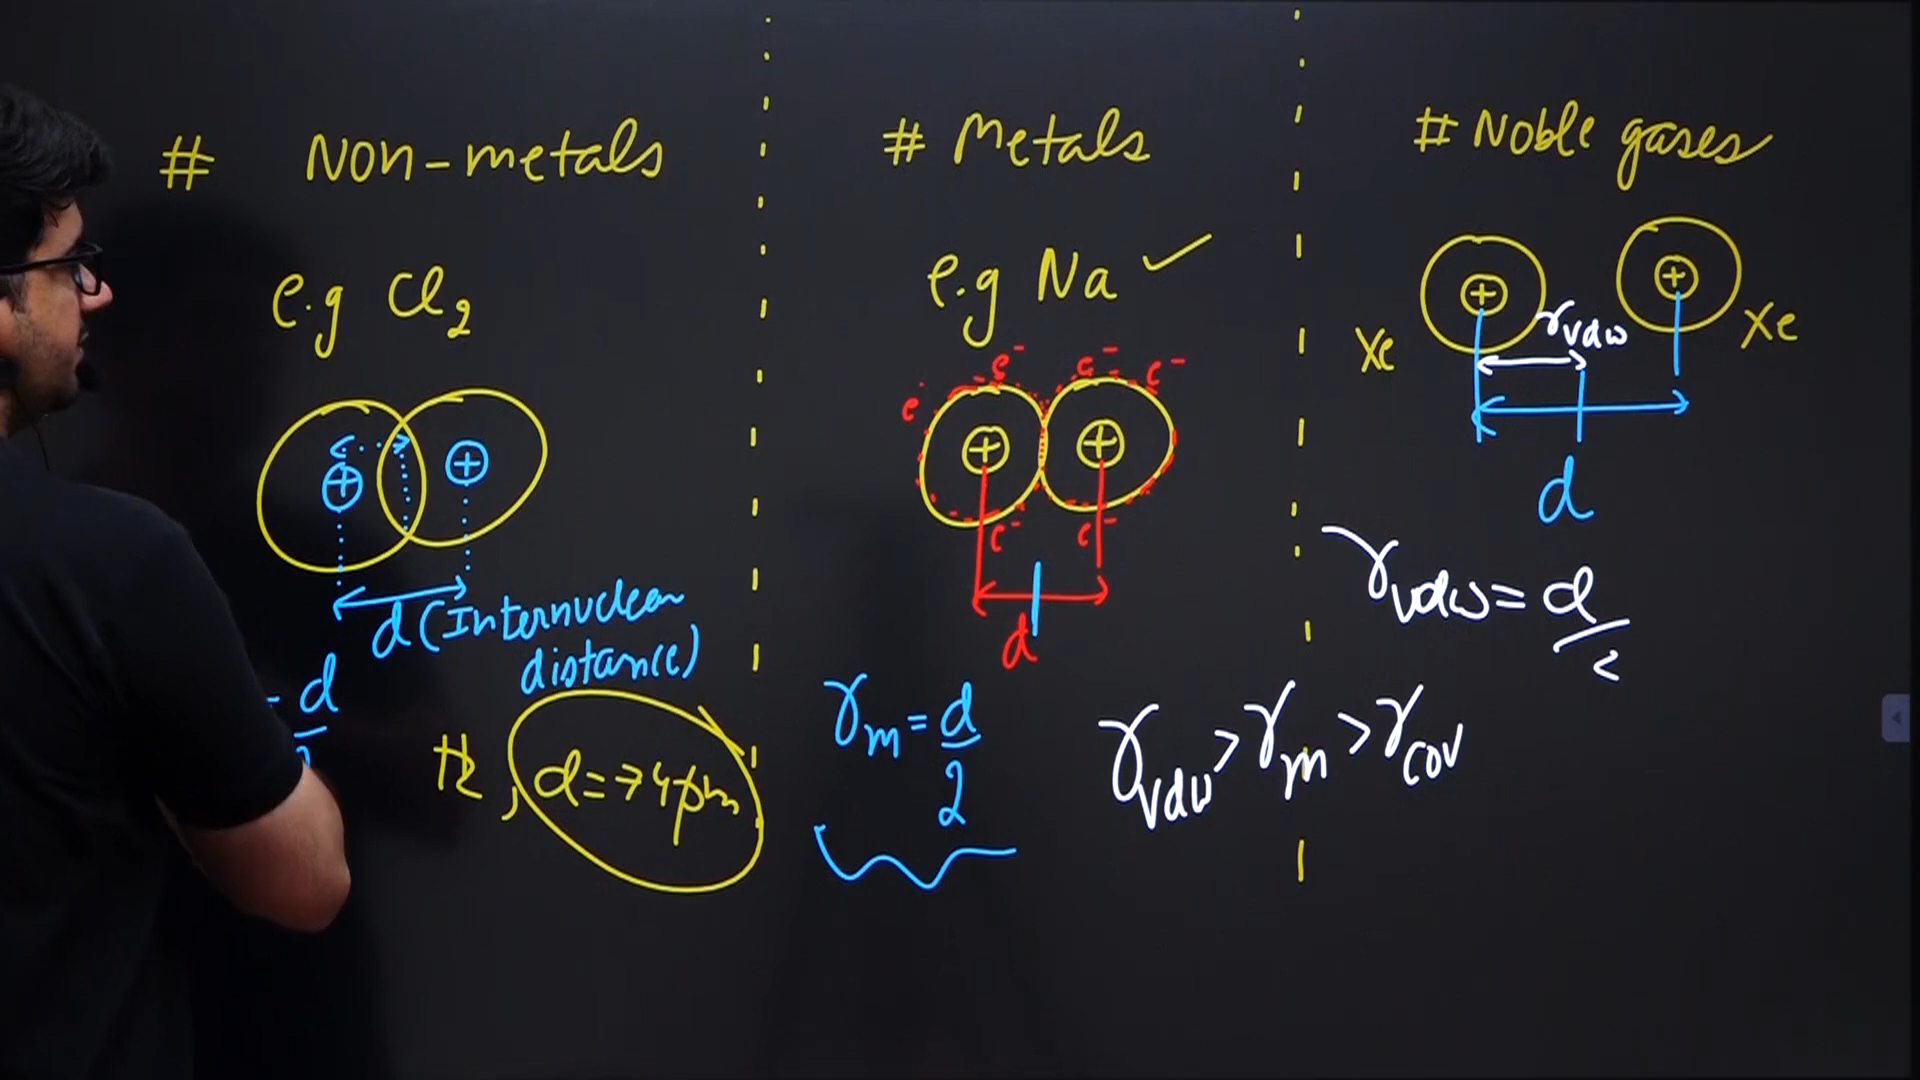 # Non-metals
e.g Cl2
⊕ ⊕
d (Internuclear
distance)
- d
H2, d = 74pm
# Metals
e.g Na ✓
e- e- e- e- e-
⊕ ⊕
e- e-
d
rm = d/2
# Noble gases
⊕ ⊕
Xe rvdw Xe
d
rvdw = d/2
rvdw > rm > rcov